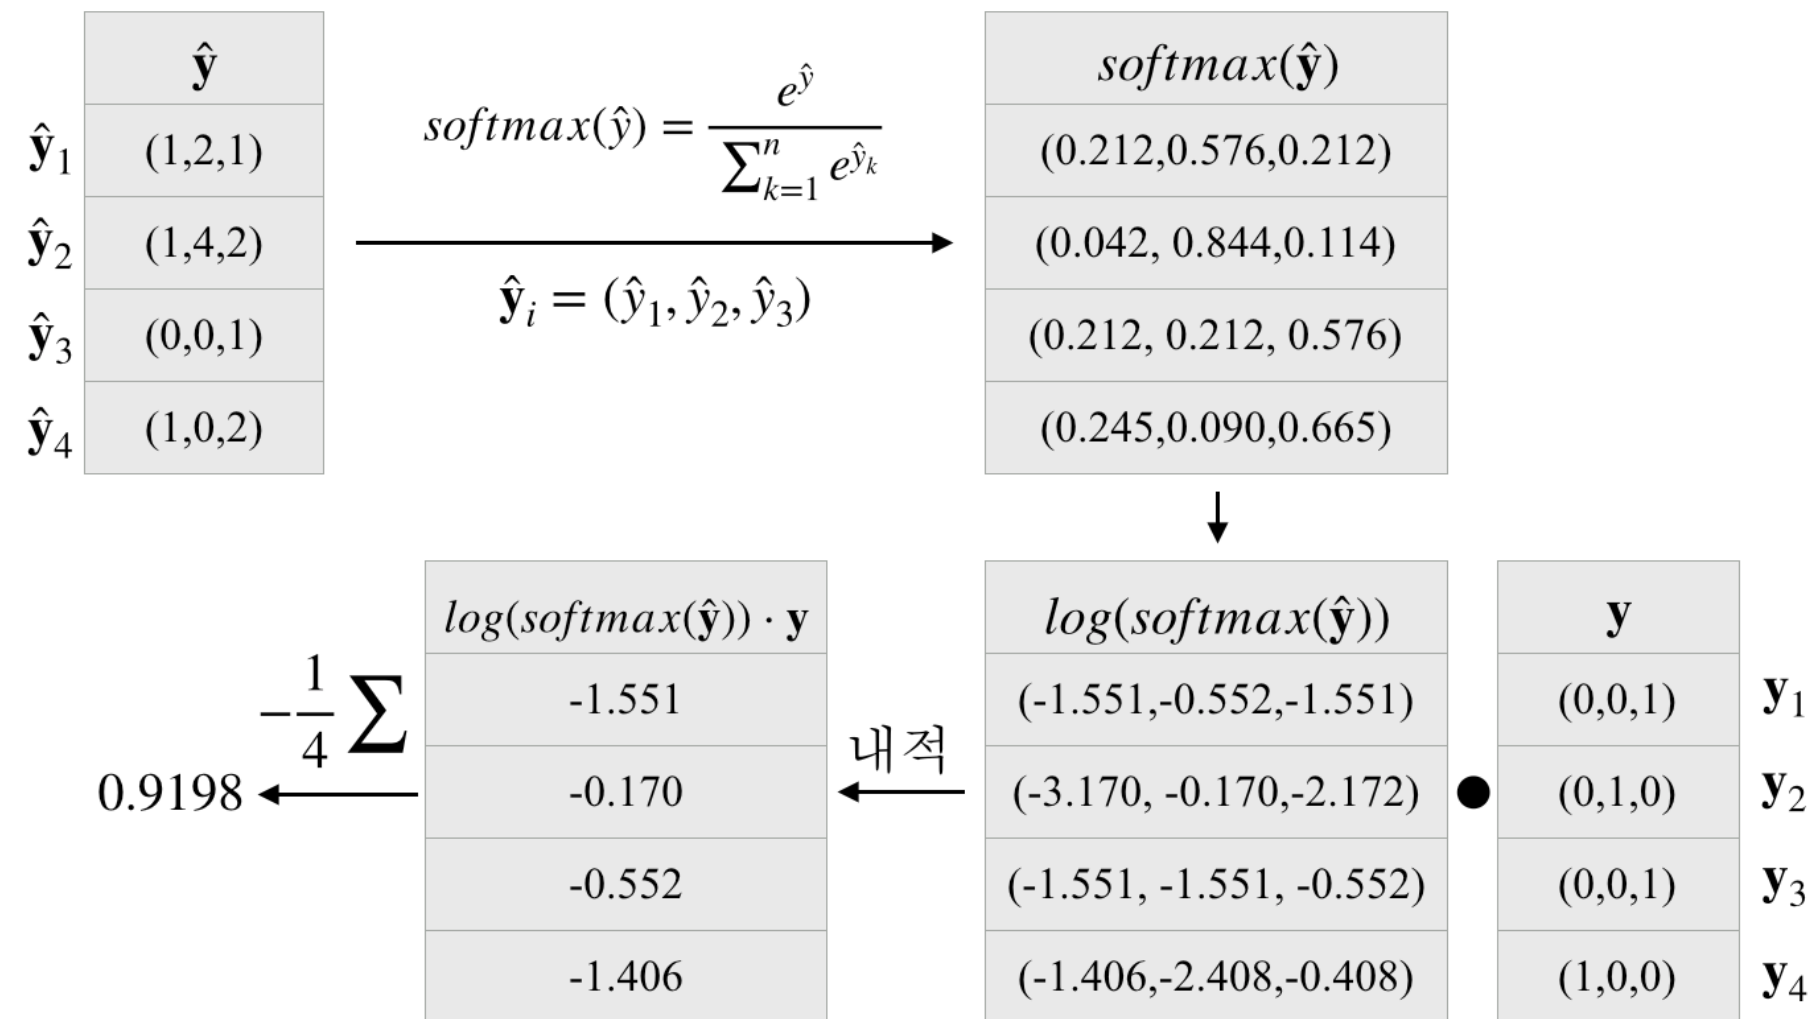 ŷ
ŷ₁ (1,2,1)
ŷ₂ (1,4,2)
ŷ₃ (0,0,1)
ŷ₄ (1,0,2)
softmax(ŷ) = e^ŷ / ∑ₖ₌₁ⁿ e^ŷₖ
ŷᵢ = (ŷ₁, ŷ₂, ŷ₃)
softmax(ŷ)
(0.212,0.576,0.212)
(0.042, 0.844,0.114)
(0.212, 0.212, 0.576)
(0.245,0.090,0.665)
log(softmax(ŷ))
(-1.551,-0.552,-1.551)
(-3.170, -0.170,-2.172)
(-1.551, -1.551, -0.552)
(-1.406,-2.408,-0.408)
y
(0,0,1) y₁
(0,1,0) y₂
(0,0,1) y₃
(1,0,0) y₄
내적
log(softmax(ŷ)) · y
-1.551
-0.170
-0.552
-1.406
-1/4 ∑
0.9198